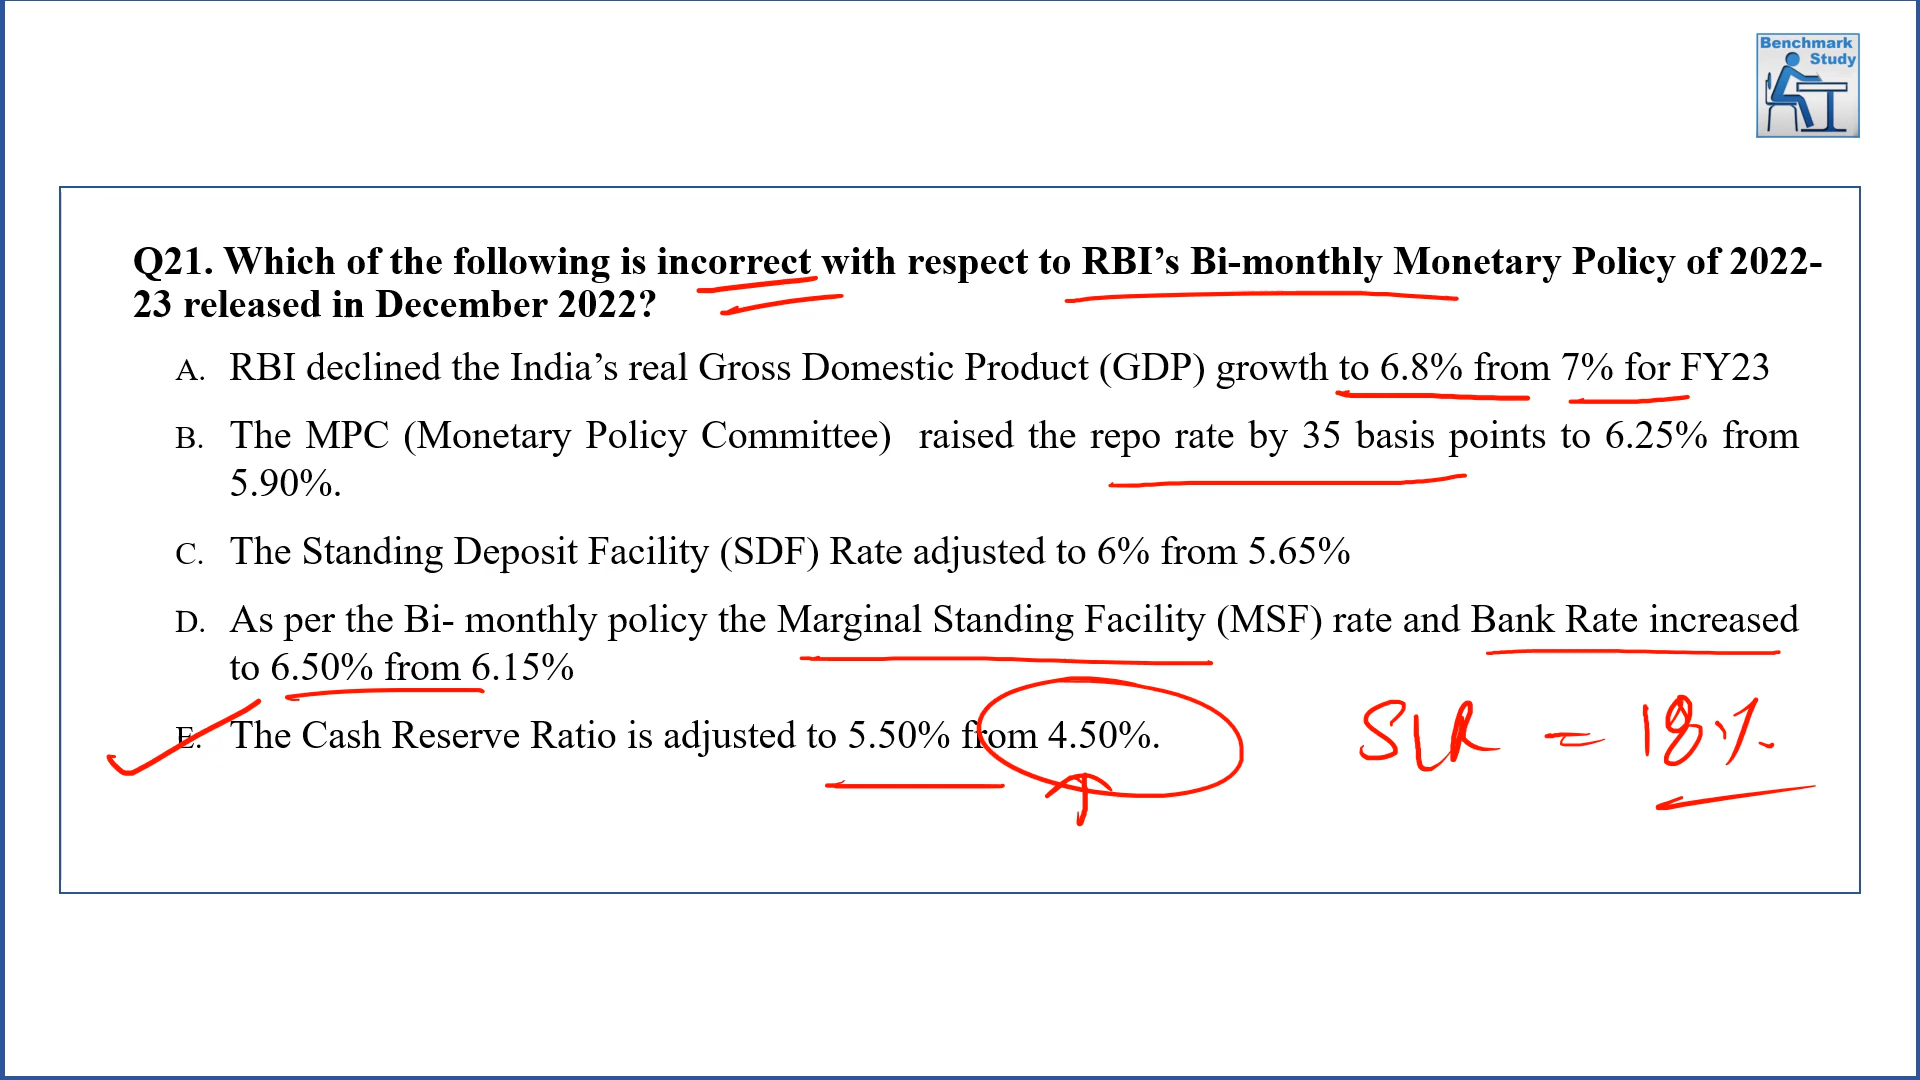 Benchmark
Study
Q21. Which of the following is incorrect with respect to RBI’s Bi-monthly Monetary Policy of 2022-
23 released in December 2022?
A. RBI declined the India’s real Gross Domestic Product (GDP) growth to 6.8% from 7% for FY23
B. The MPC (Monetary Policy Committee) raised the repo rate by 35 basis points to 6.25% from
5.90%.
C. The Standing Deposit Facility (SDF) Rate adjusted to 6% from 5.65%
D. As per the Bi- monthly policy the Marginal Standing Facility (MSF) rate and Bank Rate increased
to 6.50% from 6.15%
E. The Cash Reserve Ratio is adjusted to 5.50% from 4.50%.
SLR = 18%